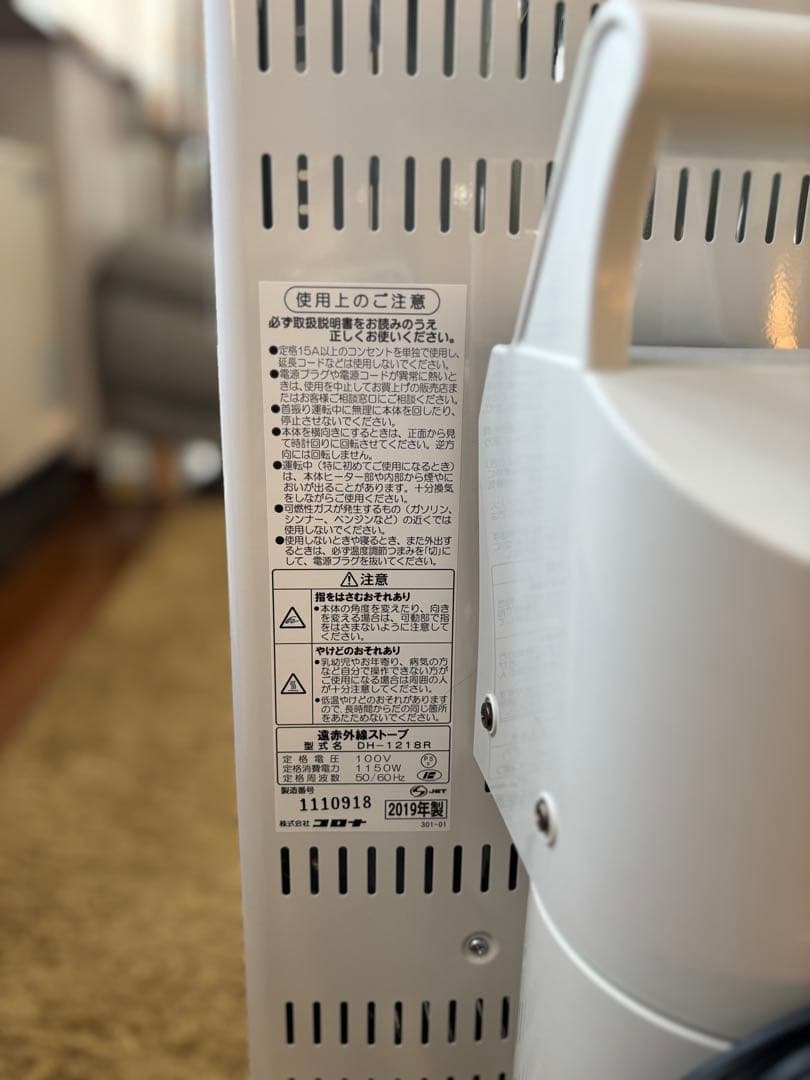 使用上のご注意
必ず取扱説明書をお読みのうえ
正しくお使いください。
●定格15A以上のコンセントを単独で使用し、
延長コードなどは使用しないでください。
●電源プラグや電源コードが異常に熱いと
きは、使用を中止してお買上げの販売店
またはお客様ご相談窓口にご相談ください。
●首振り運転中に無理に本体を回したり、
停止させないでください。
●本体を横向きにするときは、正面から見
て時計回りに回転させてください。逆方
向には回転しません。
●運転中（特に初めてご使用になるとき）
は、本体ヒーター部や内部から煙やに
おいが出ることがあります。十分換気
をしながらご使用ください。
●可燃性ガスが発生するもの（ガソリン、
シンナー、ベンジンなど）の近くでは
使用しないでください。
●使用しないときや寝るとき、また外出す
るときは、必ず温度調節つまみを「切」に
して、電源プラグを抜いてください。
⚠注意
指をはさむおそれあり
●本体の角度を変えたり、向き
を変える場合は、可動部で指
をはさまないように注意して
ください。
やけどのおそれあり
●乳幼児やお年寄り、病気の方
など自分で操作できない方が
ご使用になる場合は周囲の人
が十分注意してください。
●低温やけどのおそれがあります
ので、長時間からだの同じ箇所
をあたためないでください。
遠赤外線ストーブ
型式名 DH-1218R
定格電圧 100V
定格消費電力 1150W
定格周波数 50/60Hz
PSE
JET
製造番号
1110918 2019年製
株式会社コロナ 301-01